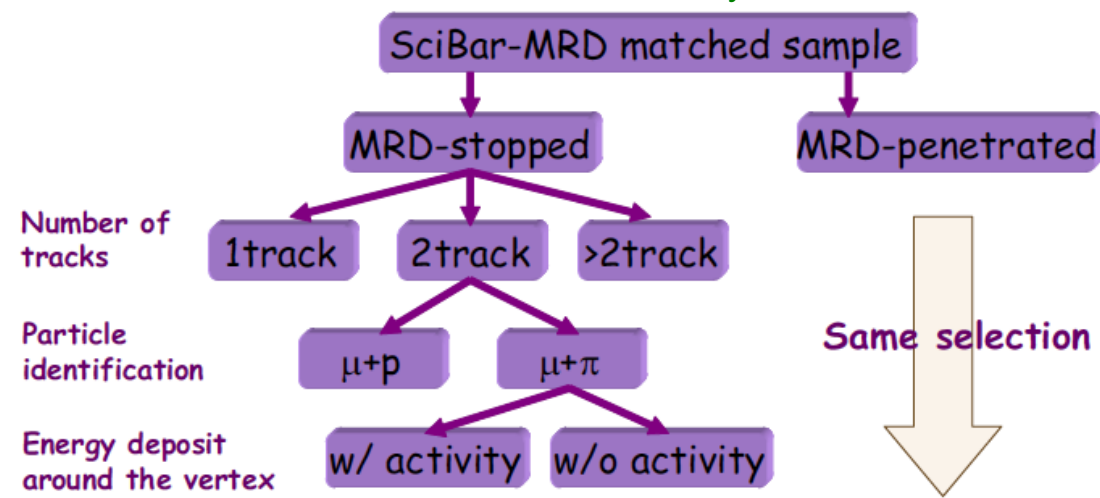 SciBar-MRD matched sample
MRD-stopped
MRD-penetrated
Number of
tracks
1track
2track
>2track
Particle
identification
μ+p
μ+π
Same selection
Energy deposit
around the vertex
w/ activity
w/o activity